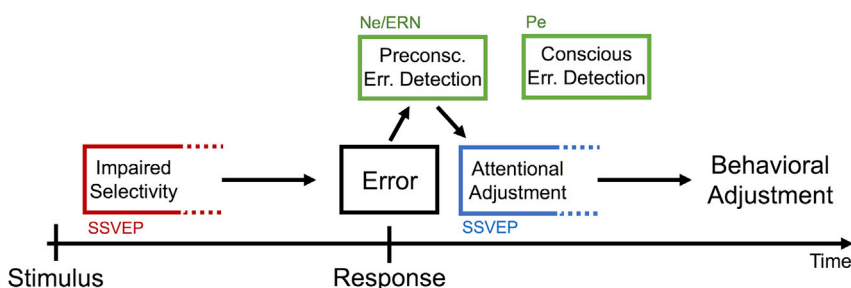 Ne/ERN
Pe
Preconsc.
Err. Detection
Conscious
Err. Detection
Impaired
Selectivity
Error
Attentional
Adjustment
Behavioral
Adjustment
SSVEP
SSVEP
Time
Stimulus
Response